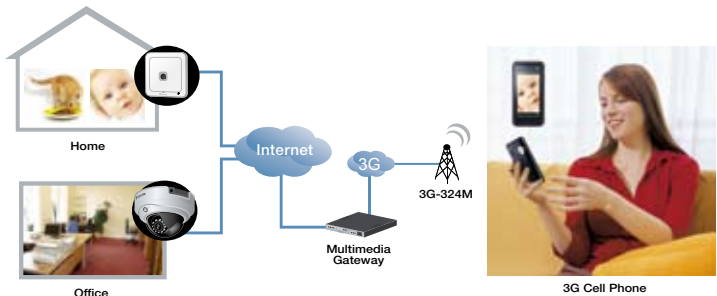 Home
Internet
3G
3G-324M
Multimedia
Gateway
Office
3G Cell Phone